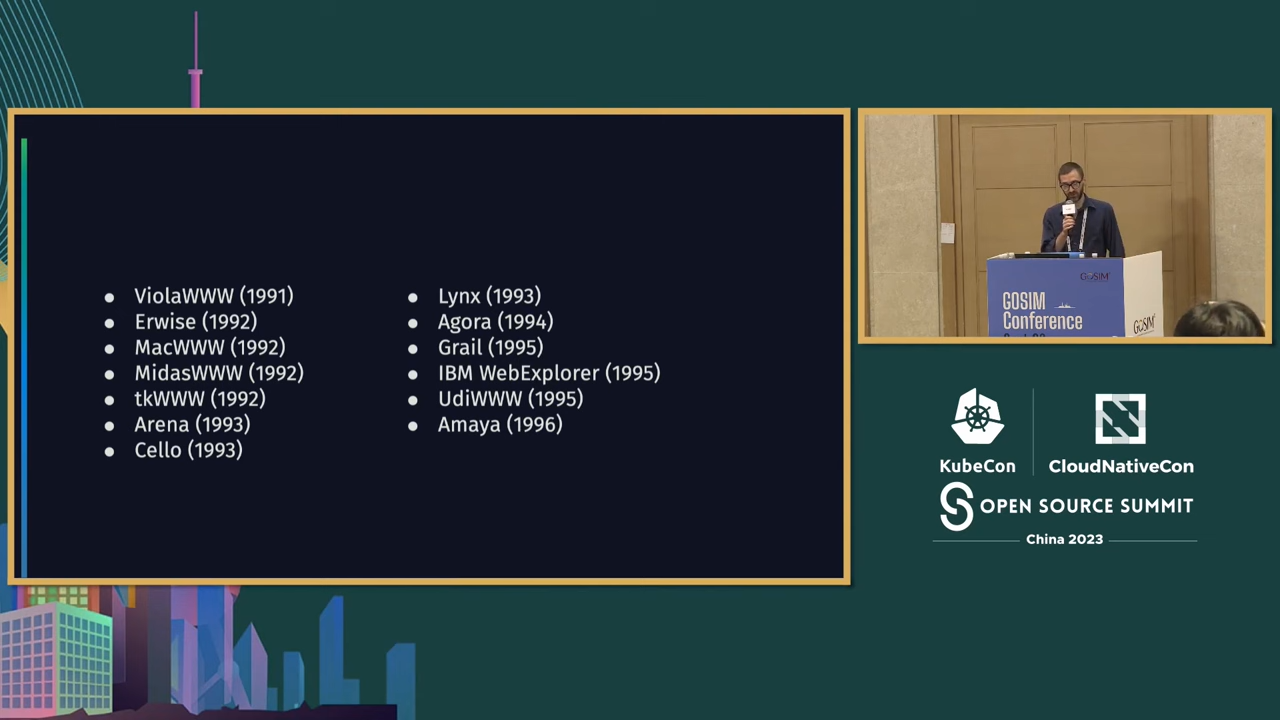 ● ViolaWWW (1991)
● Erwise (1992)
● MacWWW (1992)
● MidasWWW (1992)
● tkWWW (1992)
● Arena (1993)
● Cello (1993)
● Lynx (1993)
● Agora (1994)
● Grail (1995)
● IBM WebExplorer (1995)
● UdiWWW (1995)
● Amaya (1996)
GOSIM
GOSIM
Conference
GOSIM
KubeCon
CloudNativeCon
OPEN SOURCE SUMMIT
China 2023